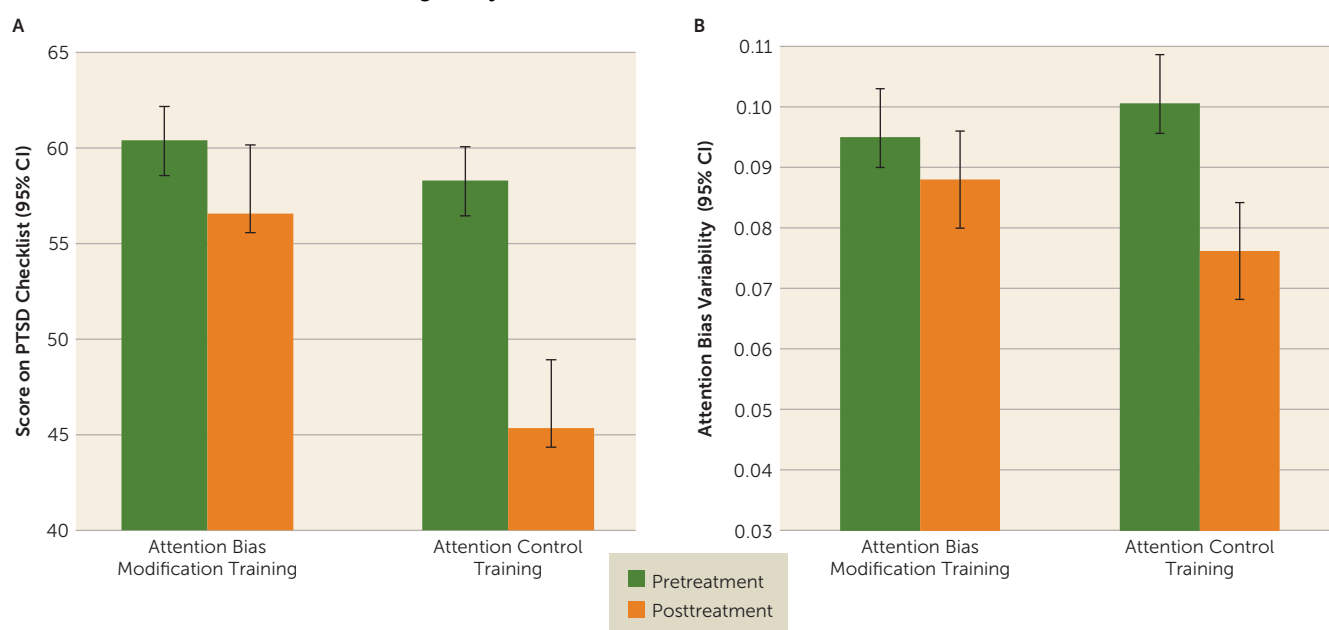 A
Score on PTSD Checklist (95% CI)
65
60
55
50
45
40
Attention Bias
Modification Training
Attention Control
Training
B
Attention Bias Variability (95% CI)
0.11
0.10
0.09
0.08
0.07
0.06
0.05
0.04
0.03
Attention Bias
Modification Training
Attention Control
Training
Pretreatment
Posttreatment